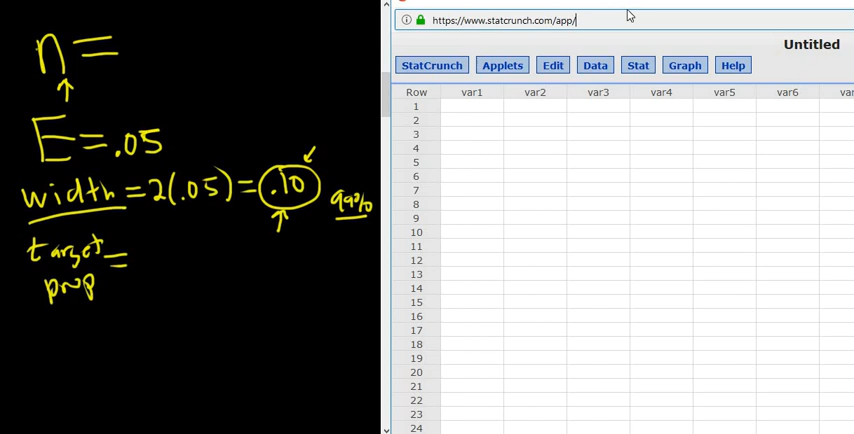 n =
↑
E = .05
width = 2(.05) = .10 99%
target =
prop
https://www.statcrunch.com/app/
Untitled
StatCrunch Applets Edit Data Stat Graph Help
Row var1 var2 var3 var4 var5 var6 va
1
2
3
4
5
6
7
8
9
10
11
12
13
14
15
16
17
18
19
20
21
22
23
24